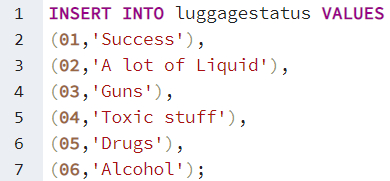 1 INSERT INTO luggagestatus VALUES
2 (01,'Success'),
3 (02,'A lot of Liquid'),
4 (03,'Guns'),
5 (04,'Toxic stuff'),
6 (05,'Drugs'),
7 (06,'Alcohol');